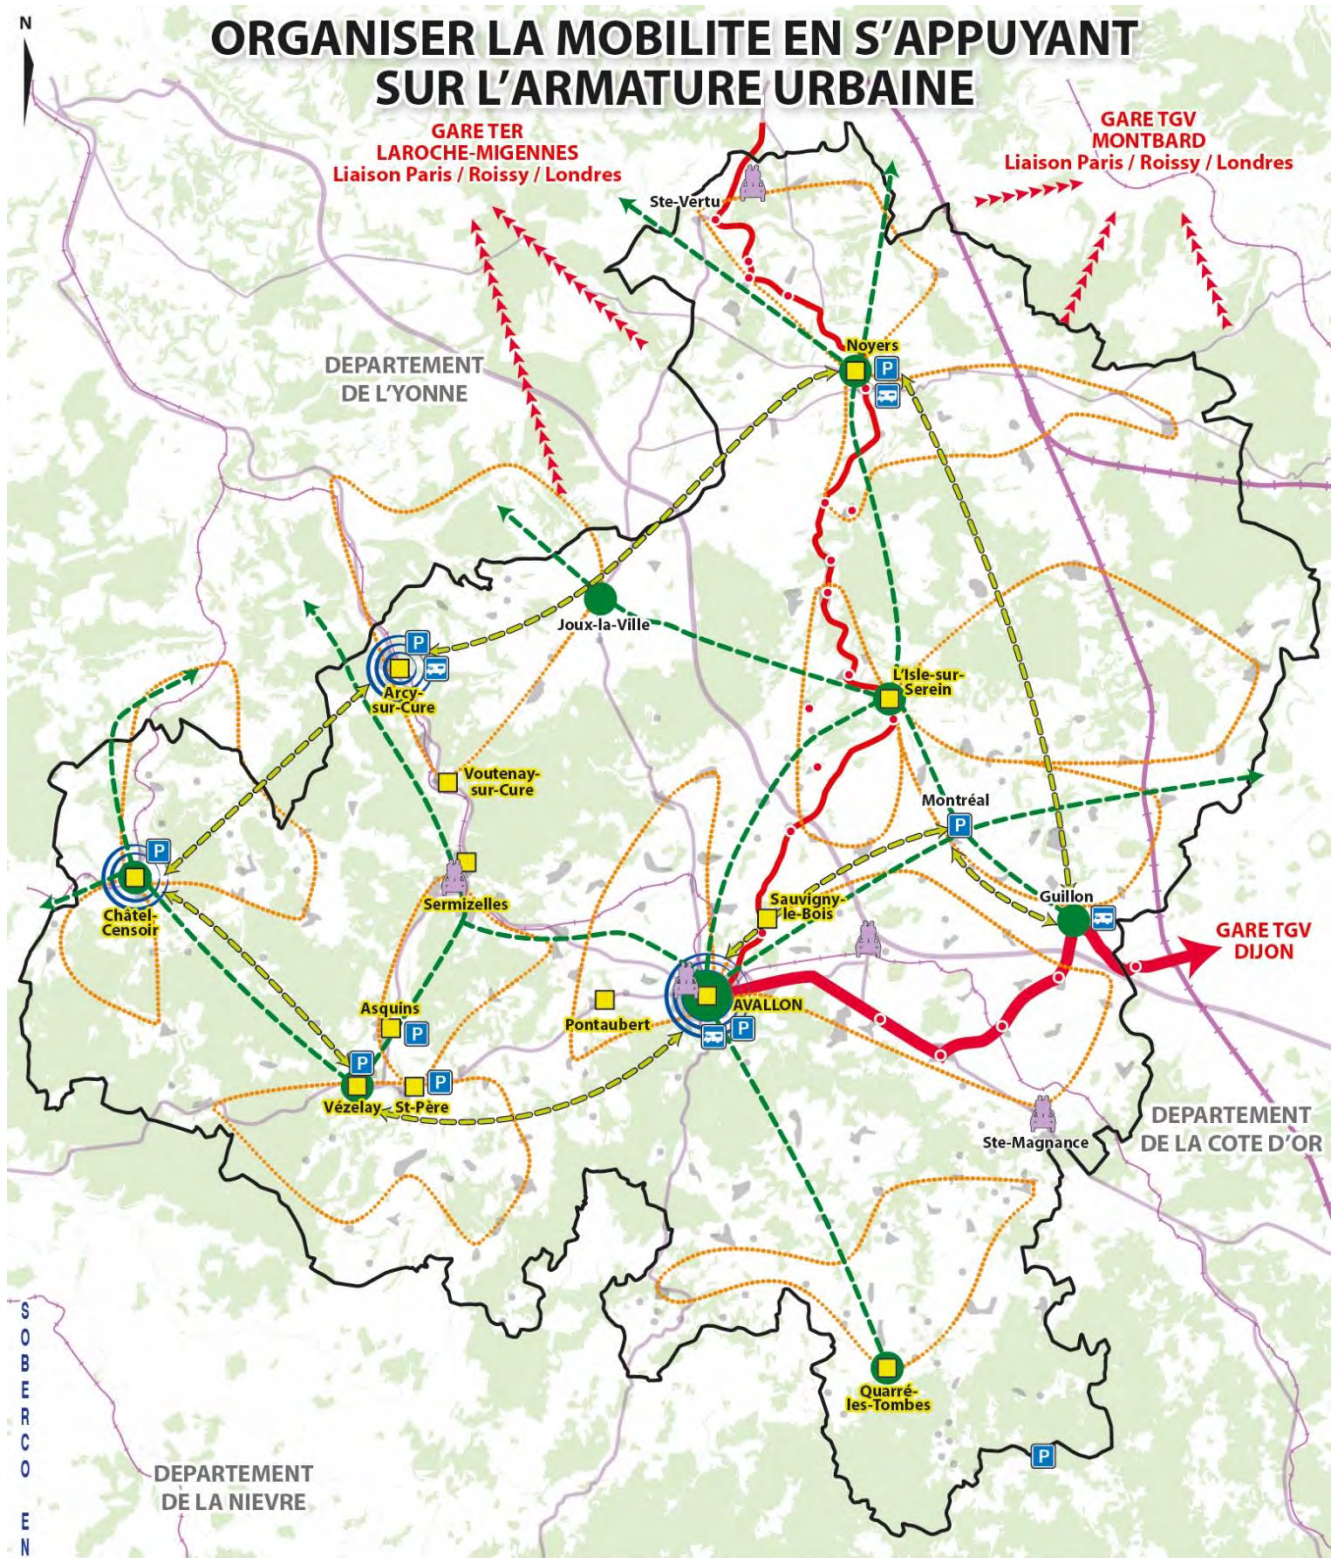 N
ORGANISER LA MOBILITE EN S'APPUYANT
SUR L'ARMATURE URBAINE
GARE TER
LAROCHE-MIGENNES
Liaison Paris / Roissy / Londres
GARE TGV
MONTBARD
Liaison Paris / Roissy / Londres
Ste-Vertu
Noyers
P
DEPARTEMENT
DE L'YONNE
Joux-la-Ville
P
Arcy-
sur-Cure
L'Isle-sur-
Serein
Voutenay-
sur-Cure
Montréal
P
P
Châtel-
Censoir
Sermizelles
Sauvigny-
le-Bois
Guillon
GARE TGV
DIJON
AVALLON
P
Pontaubert
Asquins
P
P
P
Vézelay
St-Père
Ste-Magnance
DEPARTEMENT
DE LA COTE D'OR
Quarré-
les-Tombes
P
DEPARTEMENT
DE LA NIEVRE
SOBERCO EN